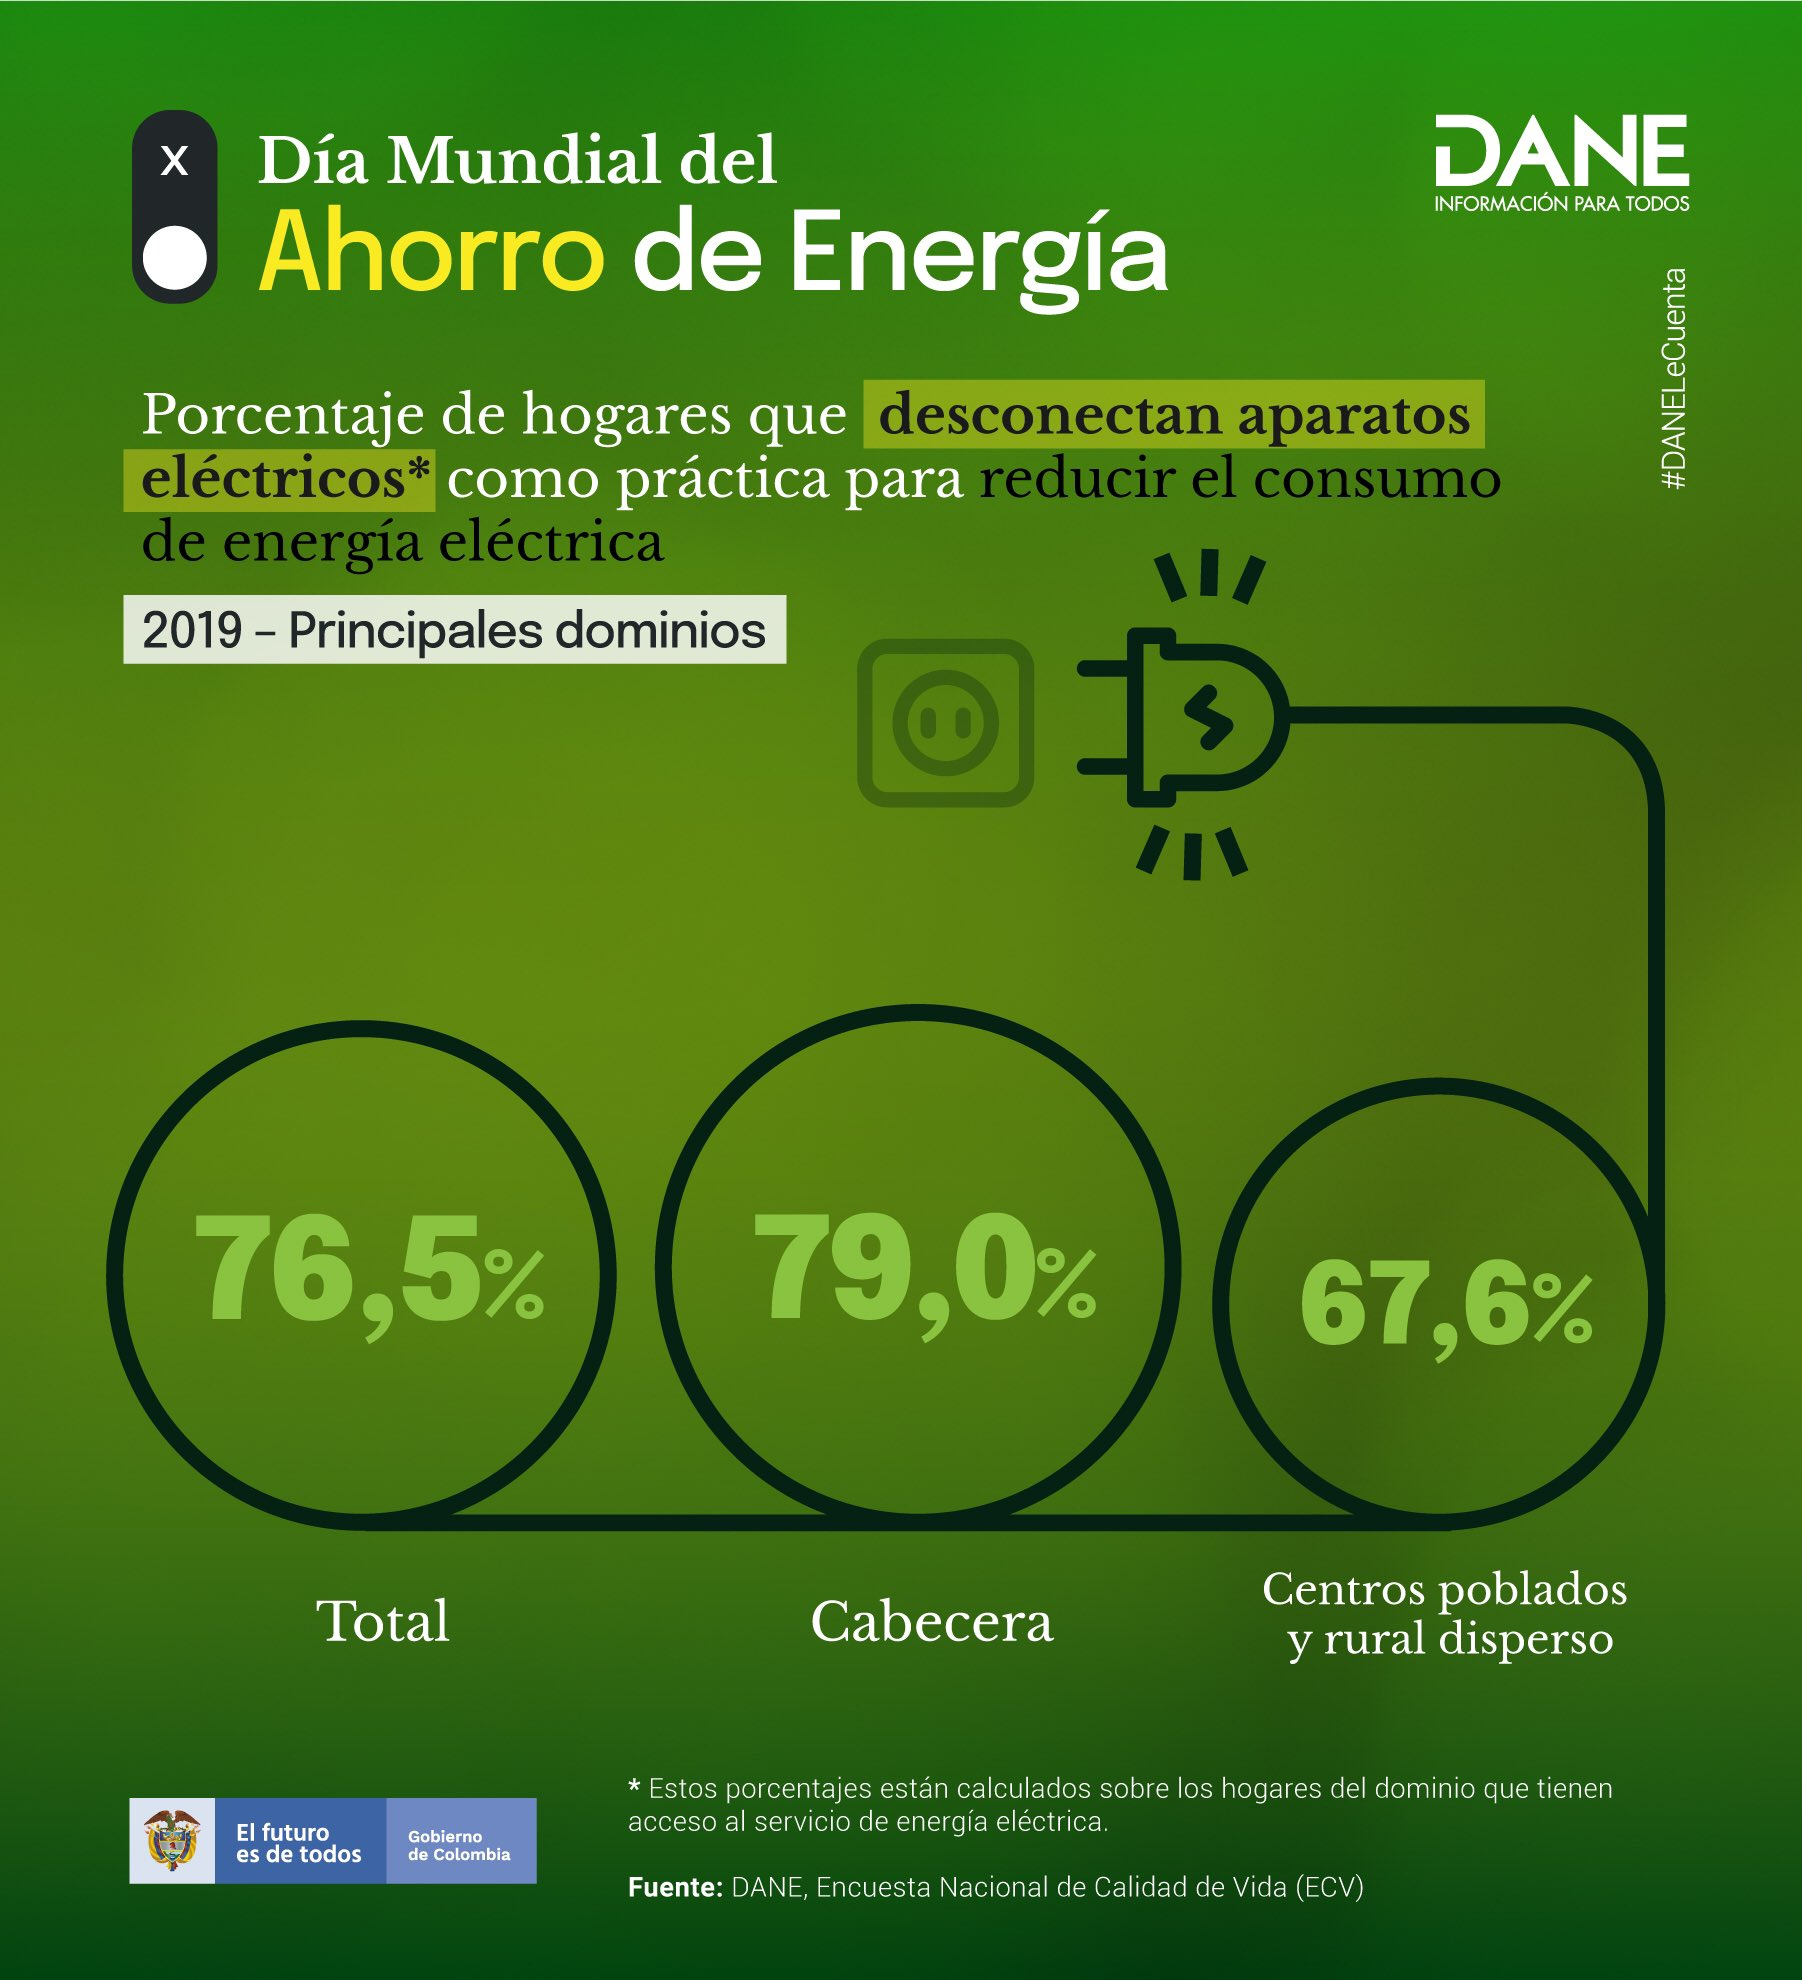 X
Día Mundial del
Ahorro de Energía
DANE
INFORMACIÓN PARA TODOS
#DANELeCuenta
Porcentaje de hogares que desconectan aparatos
eléctricos* como práctica para reducir el consumo
de energía eléctrica
2019 – Principales dominios
76,5%
79,0%
67,6%
Total
Cabecera
Centros poblados
y rural disperso
El futuro
es de todos
Gobierno
de Colombia
* Estos porcentajes están calculados sobre los hogares del dominio que tienen
acceso al servicio de energía eléctrica.
Fuente: DANE, Encuesta Nacional de Calidad de Vida (ECV)